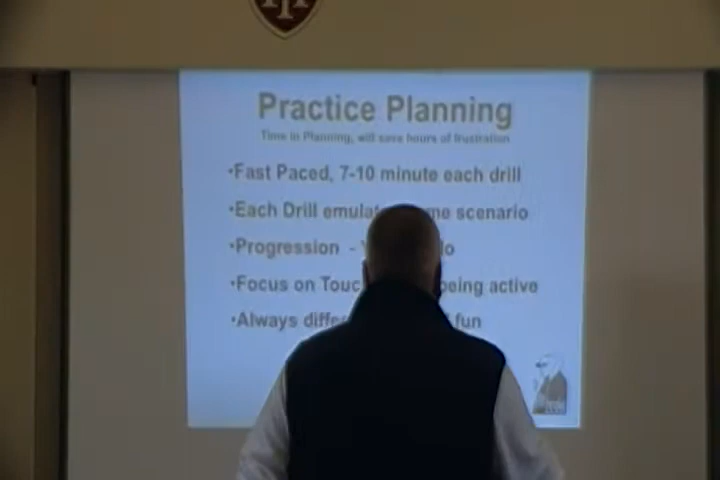 Practice Planning
Time in Planning, will save hours of frustration
•Fast Paced, 7-10 minute each drill
•Each Drill emulat me scenario
•Progression -
•Focus on Touc being active
•Always diffe fun